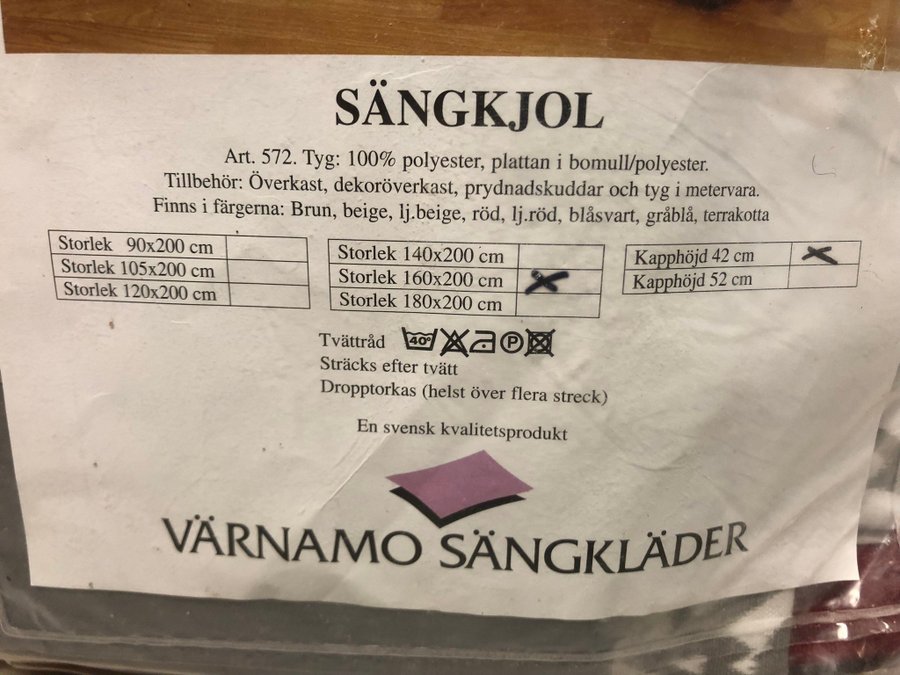 SÄNGKJOL
Art. 572. Tyg: 100% polyester, plattan i bomull/polyester.
Tillbehör: Överkast, dekoröverkast, prydnadskuddar och tyg i metervara.
Finns i färgerna: Brun, beige, lj.beige, röd, lj.röd, blåsvart, gråblå, terrakotta
Storlek 90x200 cm
Storlek 105x200 cm
Storlek 120x200 cm
Storlek 140x200 cm
Storlek 160x200 cm
Storlek 180x200 cm
Kapphöjd 42 cm
Kapphöjd 52 cm
Tvättråd 40° P
Sträcks efter tvätt
Dropptorkas (helst över flera streck)
En svensk kvalitetsprodukt
VÄRNAMO SÄNGKLÄDER